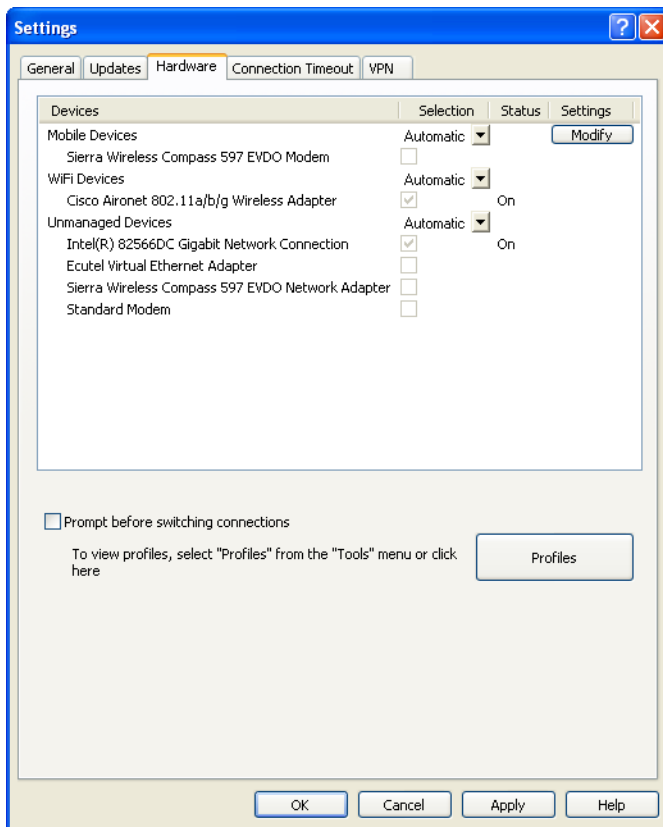 Settings
General Updates Hardware Connection Timeout VPN
Devices Selection Status Settings
Mobile Devices Automatic Modify
Sierra Wireless Compass 597 EVDO Modem
WiFi Devices Automatic
Cisco Aironet 802.11a/b/g Wireless Adapter On
Unmanaged Devices Automatic
Intel(R) 82566DC Gigabit Network Connection On
Ecutel Virtual Ethernet Adapter
Sierra Wireless Compass 597 EVDO Network Adapter
Standard Modem
Prompt before switching connections
To view profiles, select "Profiles" from the "Tools" menu or click
here
Profiles
OK Cancel Apply Help